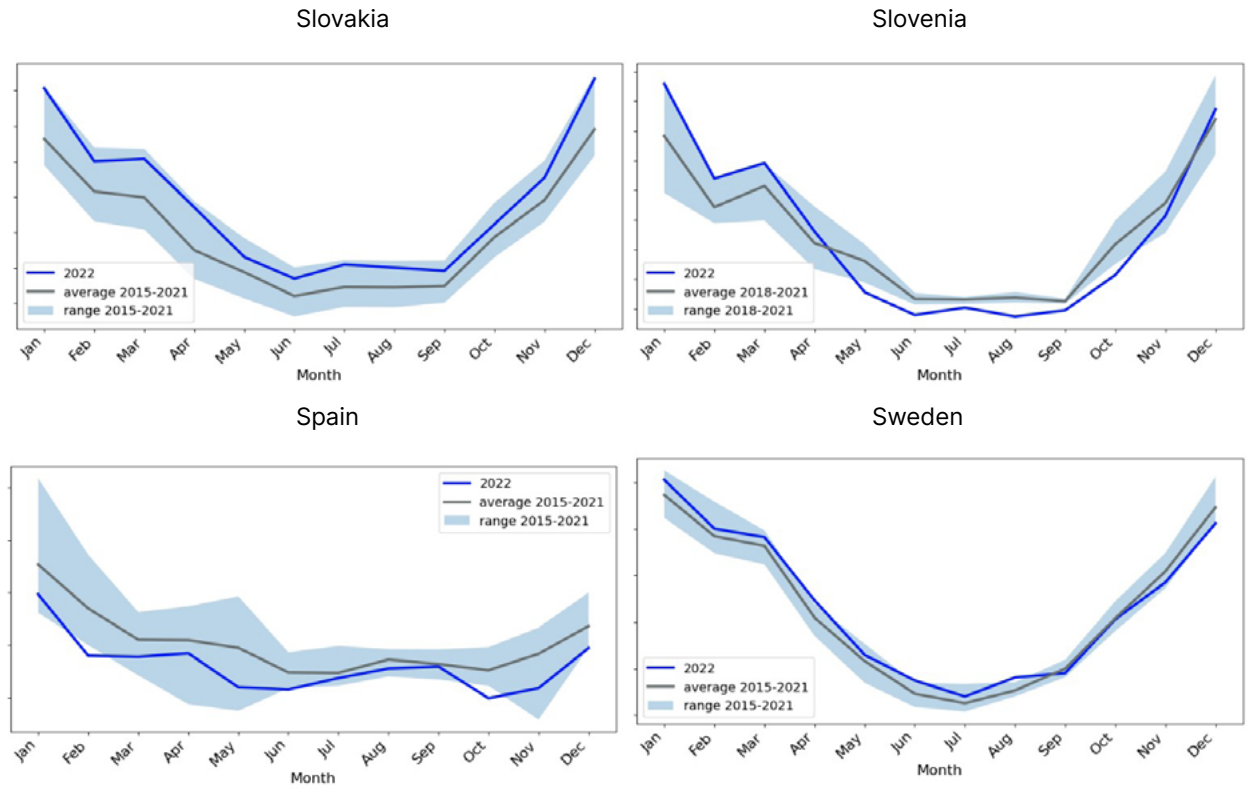 Slovakia
2022
average 2015-2021
range 2015-2021
Jan
Feb
Mar
Apr
May
Jun
Jul
Aug
Sep
Oct
Nov
Dec
Month
Slovenia
2022
average 2018-2021
range 2018-2021
Jan
Feb
Mar
Apr
May
Jun
Jul
Aug
Sep
Oct
Nov
Dec
Month
Spain
2022
average 2015-2021
range 2015-2021
Jan
Feb
Mar
Apr
May
Jun
Jul
Aug
Sep
Oct
Nov
Dec
Month
Sweden
2022
average 2015-2021
range 2015-2021
Jan
Feb
Mar
Apr
May
Jun
Jul
Aug
Sep
Oct
Nov
Dec
Month